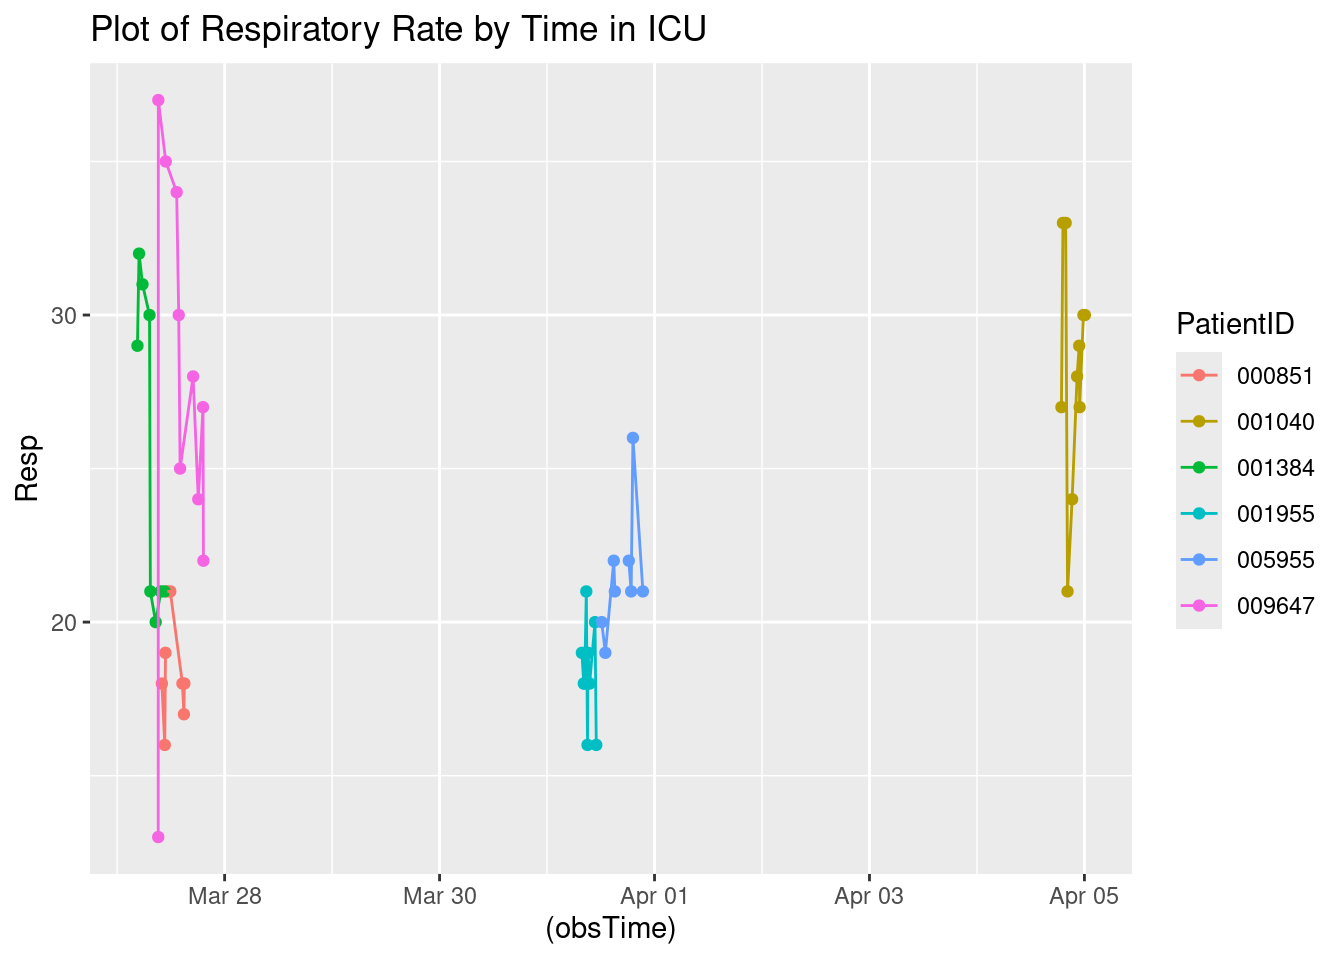 Plot of Respiratory Rate by Time in ICU
Resp
30
20
Mar 28
Mar 30
Apr 01
Apr 03
Apr 05
(obsTime)
PatientID
000851
001040
001384
001955
005955
009647